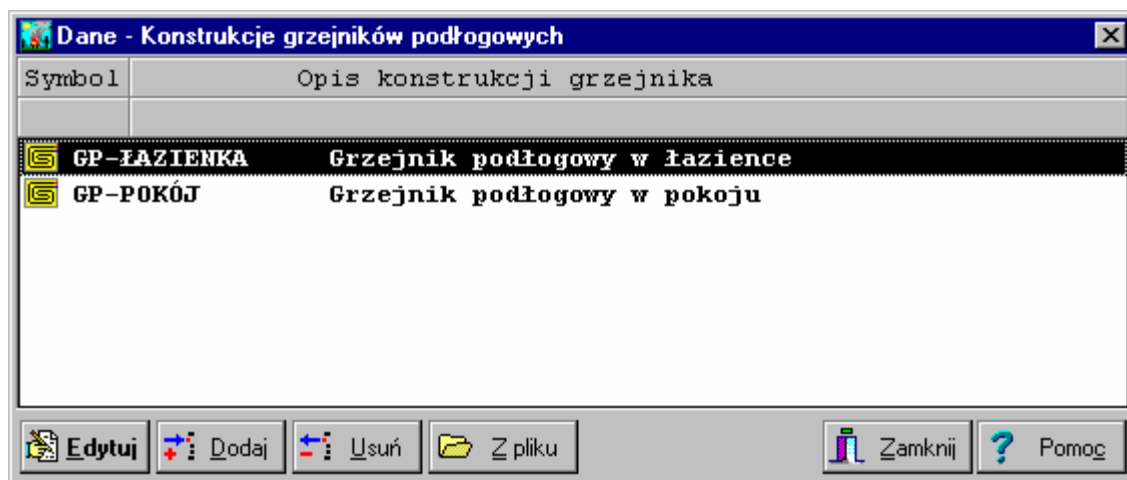 Dane - Konstrukcje grzejników podłogowych
Symbol Opis konstrukcji grzejnika
GP-ŁAZIENKA Grzejnik podłogowy w łazience
GP-POKÓJ Grzejnik podłogowy w pokoju
Edytuj Dodaj Usuń Z pliku Zamknij Pomoc